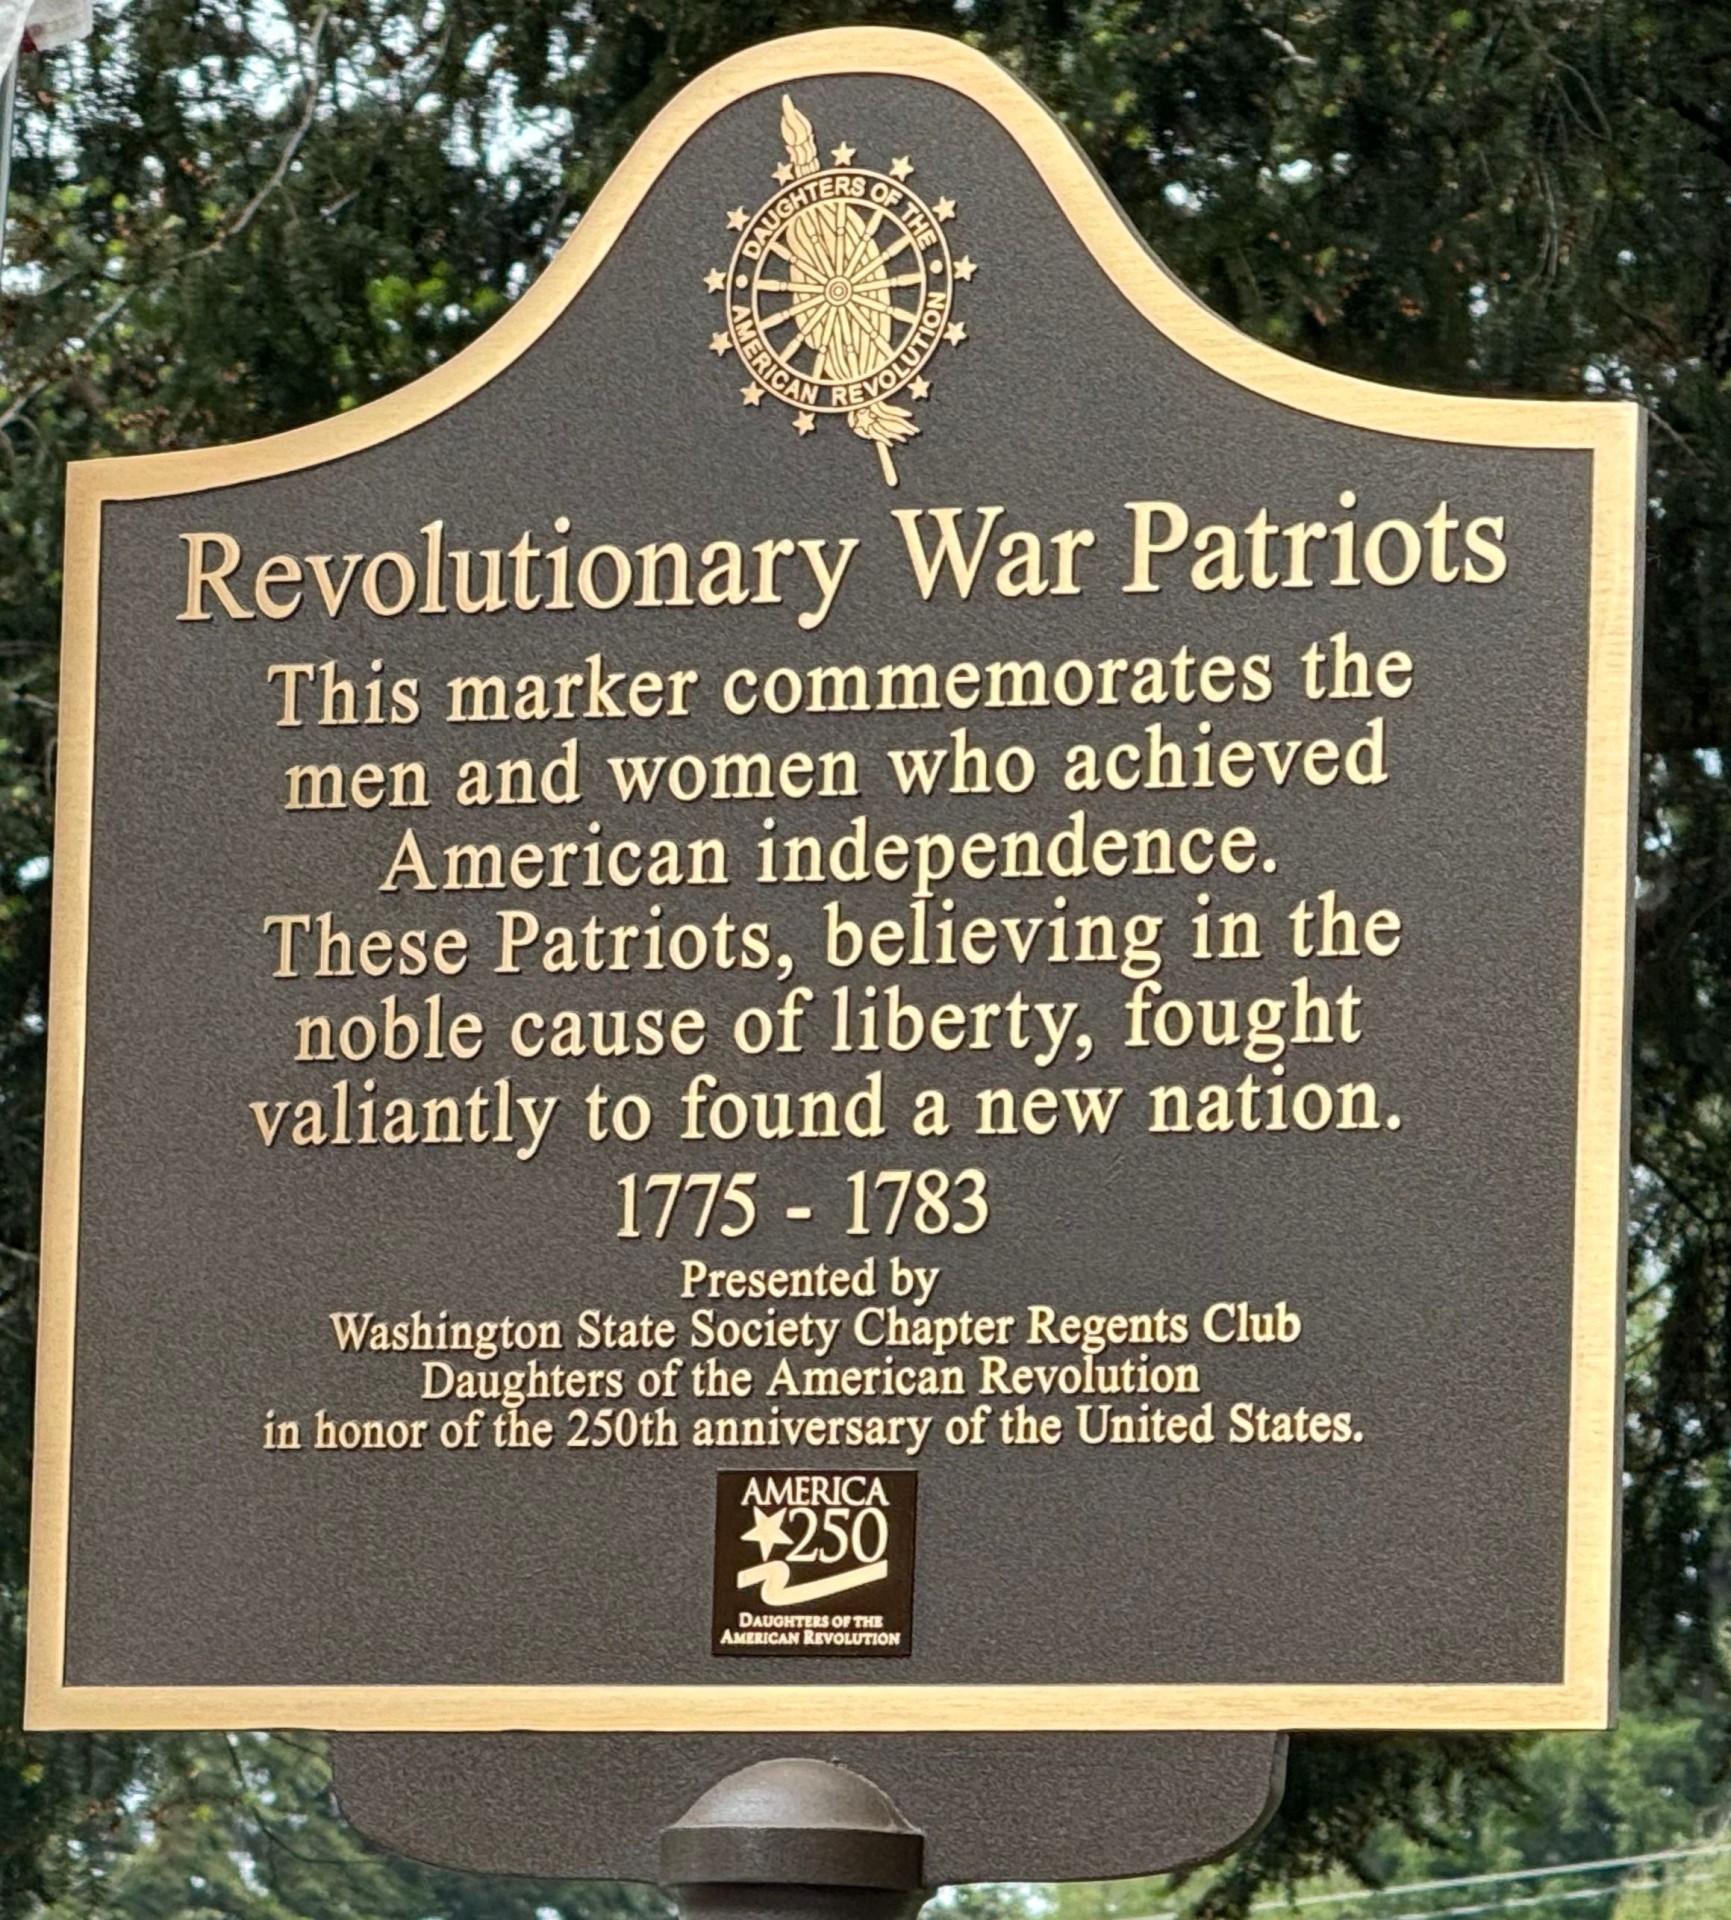 DAUGHTERS OF THE
AMERICAN REVOLUTION
Revolutionary War Patriots
This marker commemorates the
men and women who achieved
American independence.
These Patriots, believing in the
noble cause of liberty, fought
valiantly to found a new nation.
1775 - 1783
Presented by
Washington State Society Chapter Regents Club
Daughters of the American Revolution
in honor of the 250th anniversary of the United States.
AMERICA
250
DAUGHTERS OF THE
AMERICAN REVOLUTION